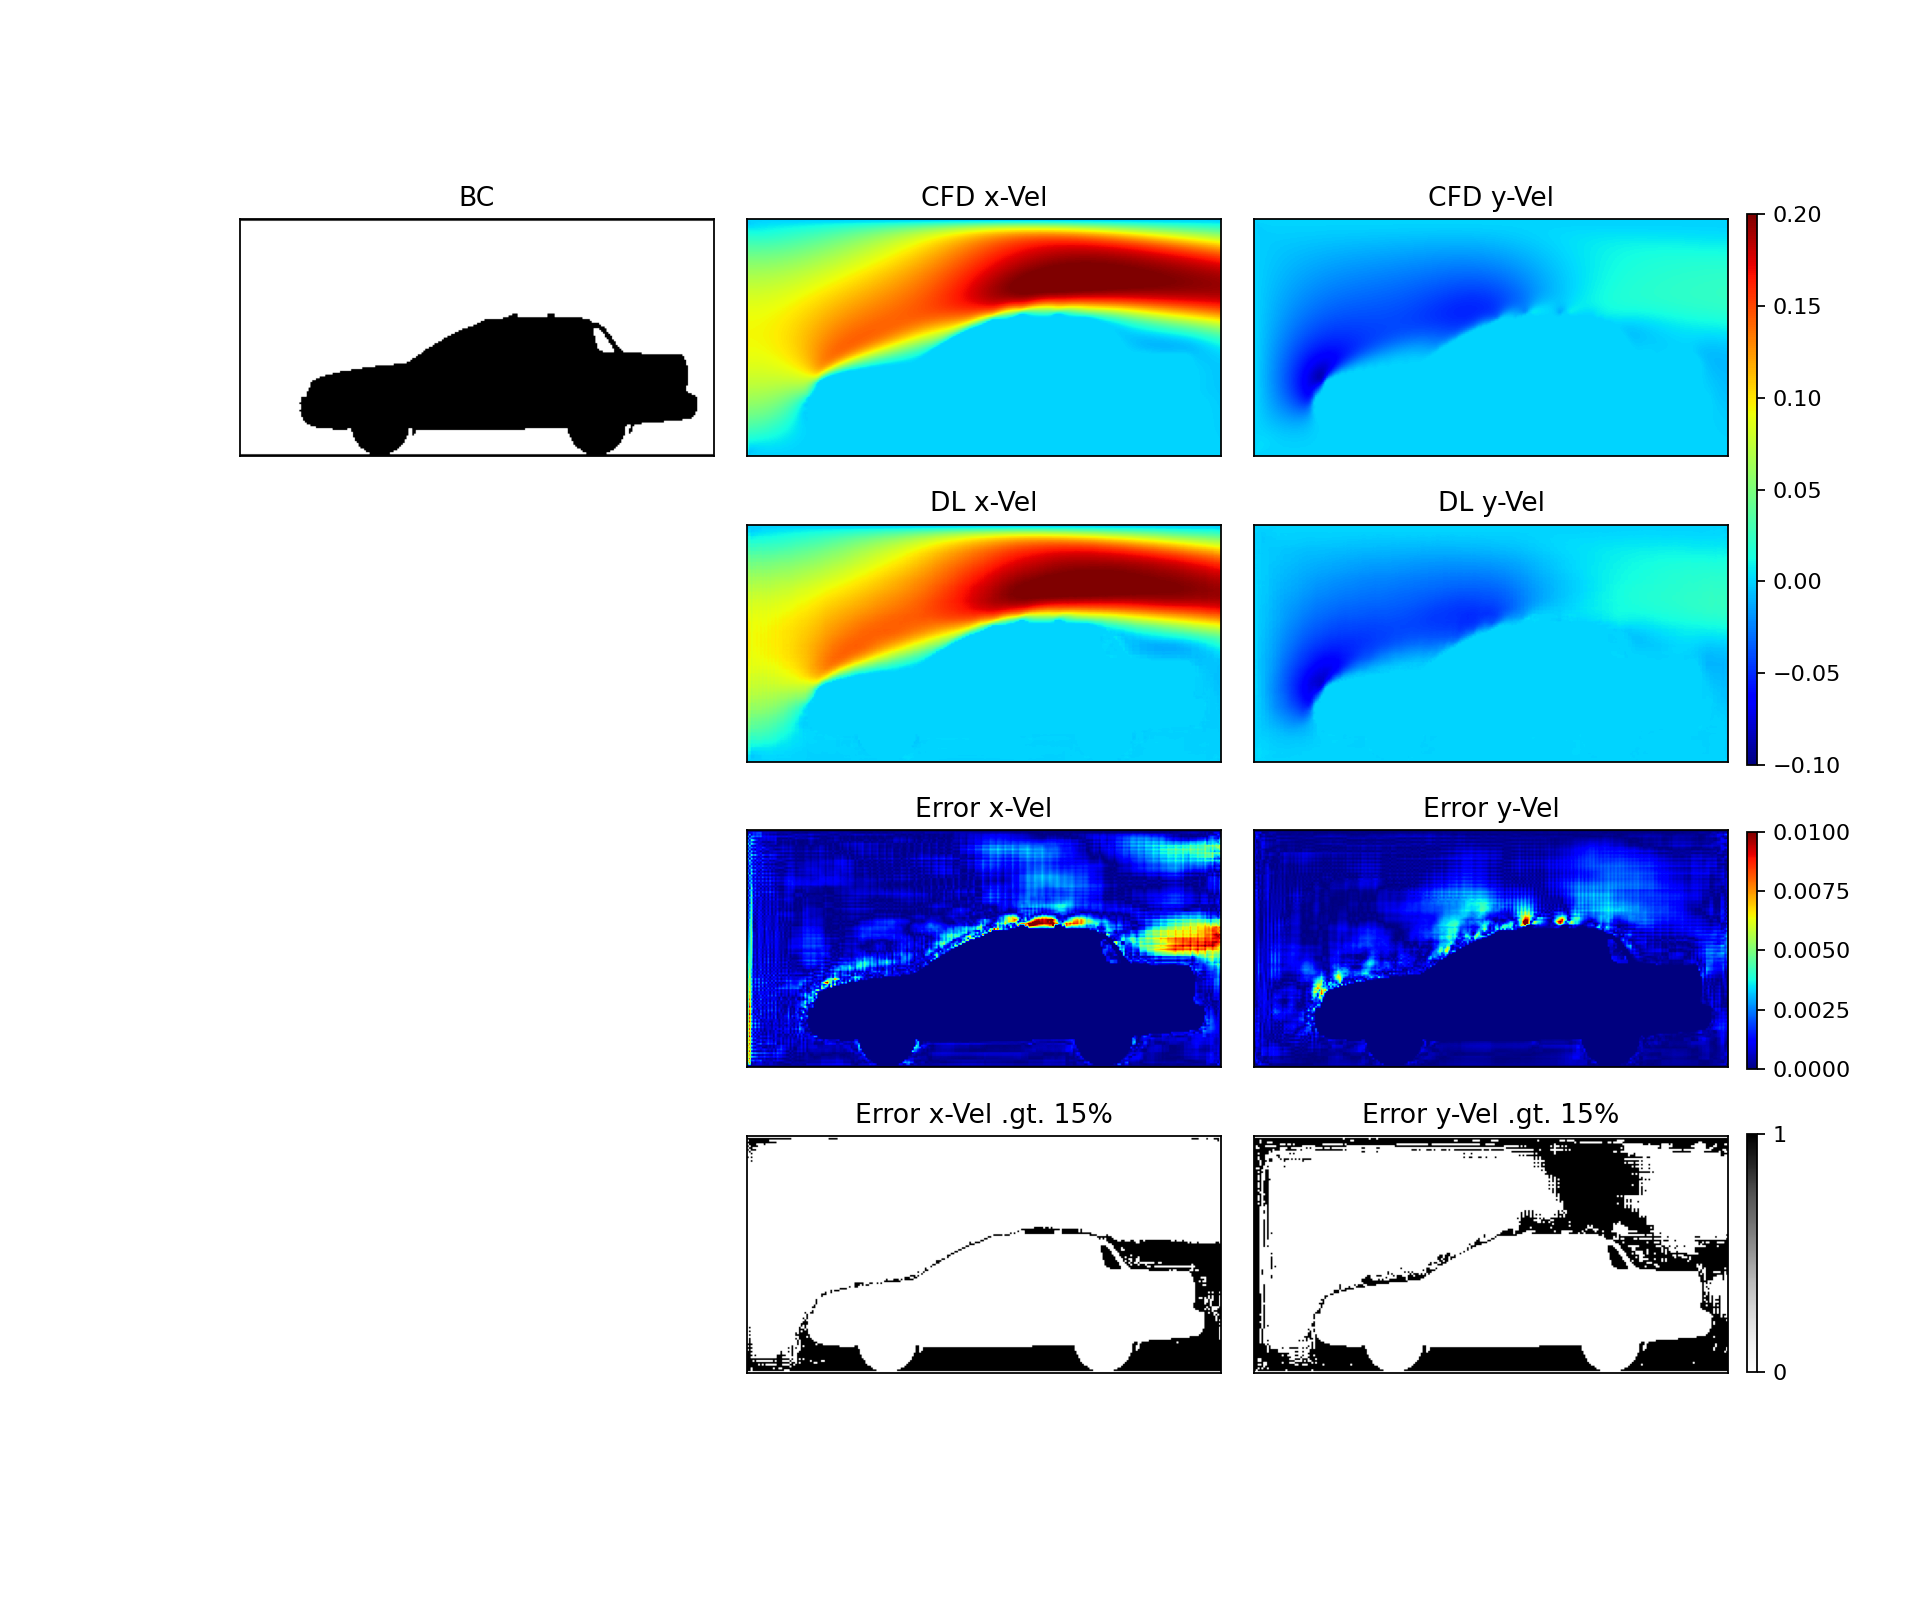 BC
CFD x-Vel
CFD y-Vel
0.20
0.15
0.10
0.05
0.00
−0.05
−0.10
DL x-Vel
DL y-Vel
Error x-Vel
Error y-Vel
0.0100
0.0075
0.0050
0.0025
0.0000
Error x-Vel .gt. 15%
Error y-Vel .gt. 15%
1
0